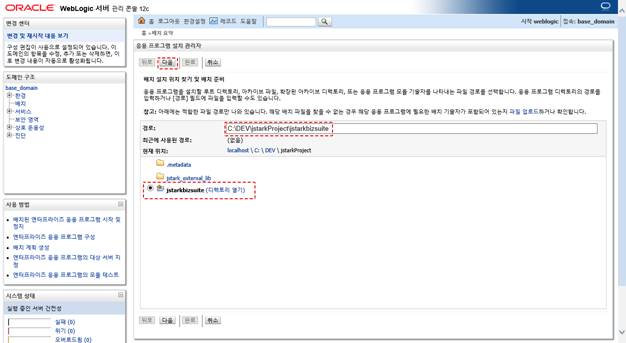 ORACLE WebLogic 서버 관리 콘솔 12c
변경 센터
변경 및 재시작 내용 보기
구성 편집이 사용으로 설정되어 있습니다. 이 도메인의 항목을 수정, 추가 또는 삭제하면, 이후 변경 내용이 자동으로 활성화됩니다.
도메인 구조
base_domain
환경
배치
서비스
보안 영역
상호 운용성
진단
사용 방법
배치된 엔터프라이즈 응용 프로그램 시작 및 정지
엔터프라이즈 응용 프로그램 구성
배치 계획 생성
엔터프라이즈 응용 프로그램의 대상 서버 지정
엔터프라이즈 응용 프로그램의 모듈 테스트
시스템 상태
실행 중인 서버 건전성
실패 (0)
위기 (0)
오버로드됨 (0)
홈 로그아웃 환경설정 레코드 도움말
시작 weblogic 접속: base_domain
홈 >배치 요약
응용 프로그램 설치 관리자
뒤로 다음 완료 취소
배치 설치 위치 찾기 및 배치 준비
응용 프로그램을 설치할 루트 디렉토리, 아카이브 파일, 확장된 아카이브 디렉토리, 또는 응용 프로그램 모듈 기술자를 나타내는 파일 경로를 선택합니다. 응용 프로그램 디렉토리의 경로를 입력하거나 [경로] 필드에 파일을 입력할 수도 있습니다.
참고: 아래에는 적합한 파일 경로만 나와 있습니다. 해당 배치 파일을 찾을 수 없는 경우 해당 응용 프로그램에 필요한 배치 기술자가 포함되어 있는지 파일 업로드하거나 확인합니다.
경로: C:\DEV\jstarkProject\jstarkbizsuite
최근에 사용된 경로: (없음)
현재 위치: localhost \ C: \ DEV \ jstarkProject
.metadata
jstark_external_lib
jstarkbizsuite (디렉토리 열기)
뒤로 다음 완료 취소